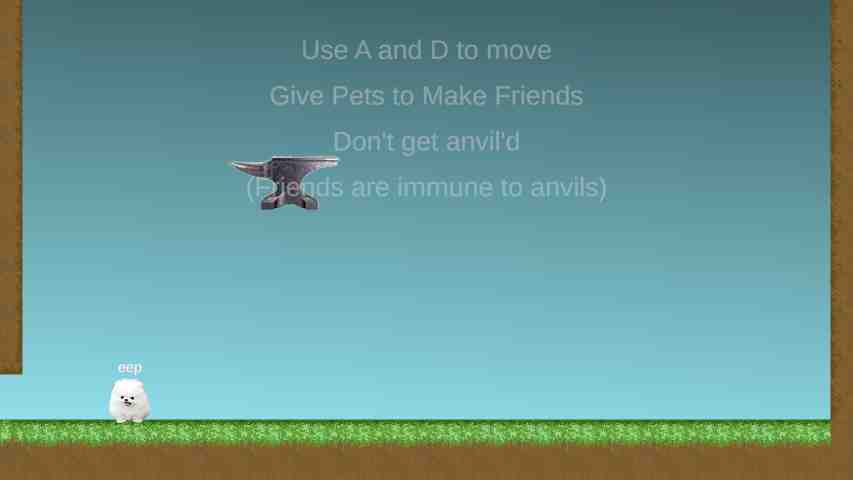 Use A and D to move
Give Pets to Make Friends
Don't get anvil'd
(Friends are immune to anvils)
eep